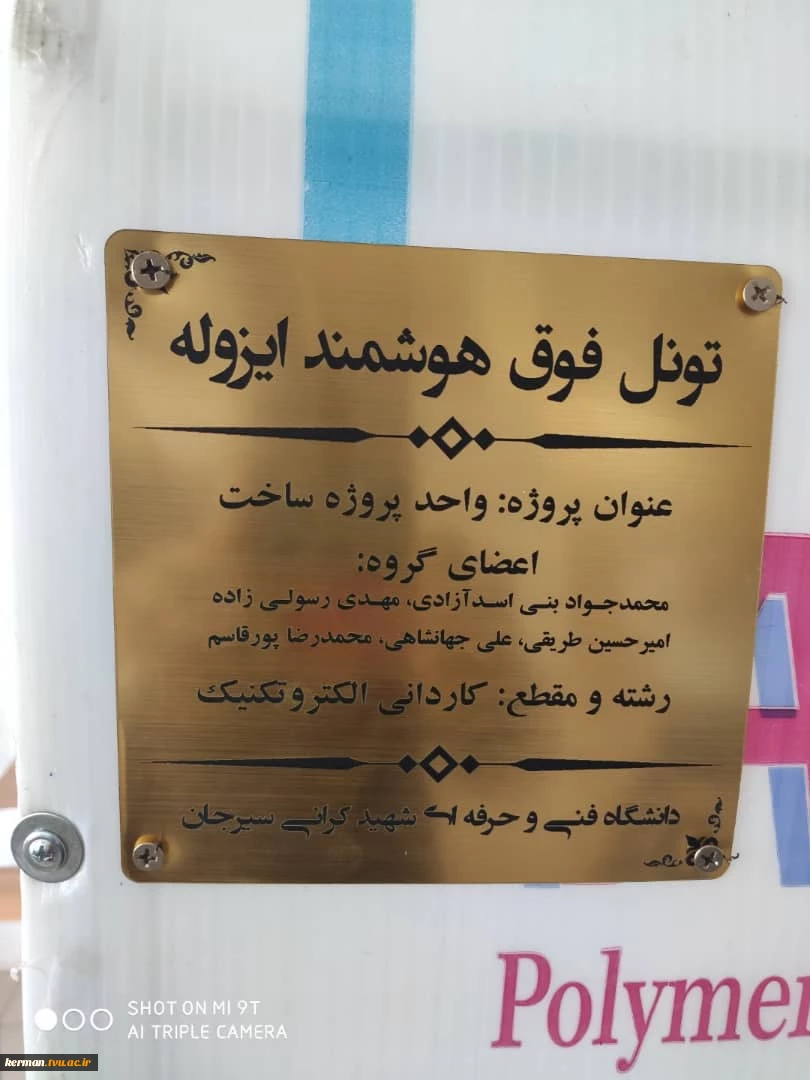 تونل فوق هوشمند ایزوله
عنوان پروژه: واحد پروژه ساخت
اعضای گروه:
محمدجواد بنی اسدآزادی، مهدی رسولی زاده
امیرحسین طریقی، علی جهانشاهی، محمدرضا پورقاسم
رشته و مقطع: کاردانی الکتروتکنیک
دانشگاه فنی و حرفه ای شهید کرانی سیرجان
Polymer
SHOT ON MI 9T
AI TRIPLE CAMERA
kerman.tvu.ac.ir